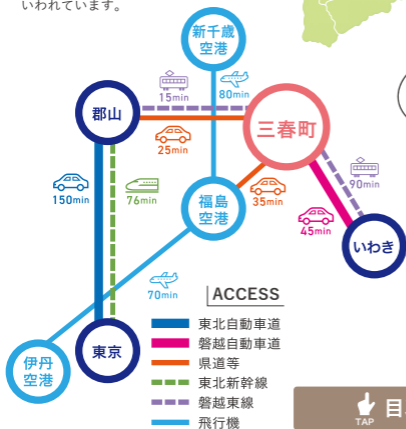 いわれています。
新千歳
空港
15min
80min
郡山
三春町
25min
150min
76min
福島
空港
35min
90min
45min
いわき
70min
ACCESS
東北自動車道
磐越自動車道
県道等
東北新幹線
磐越東線
飛行機
東京
伊丹
空港
目
TAP